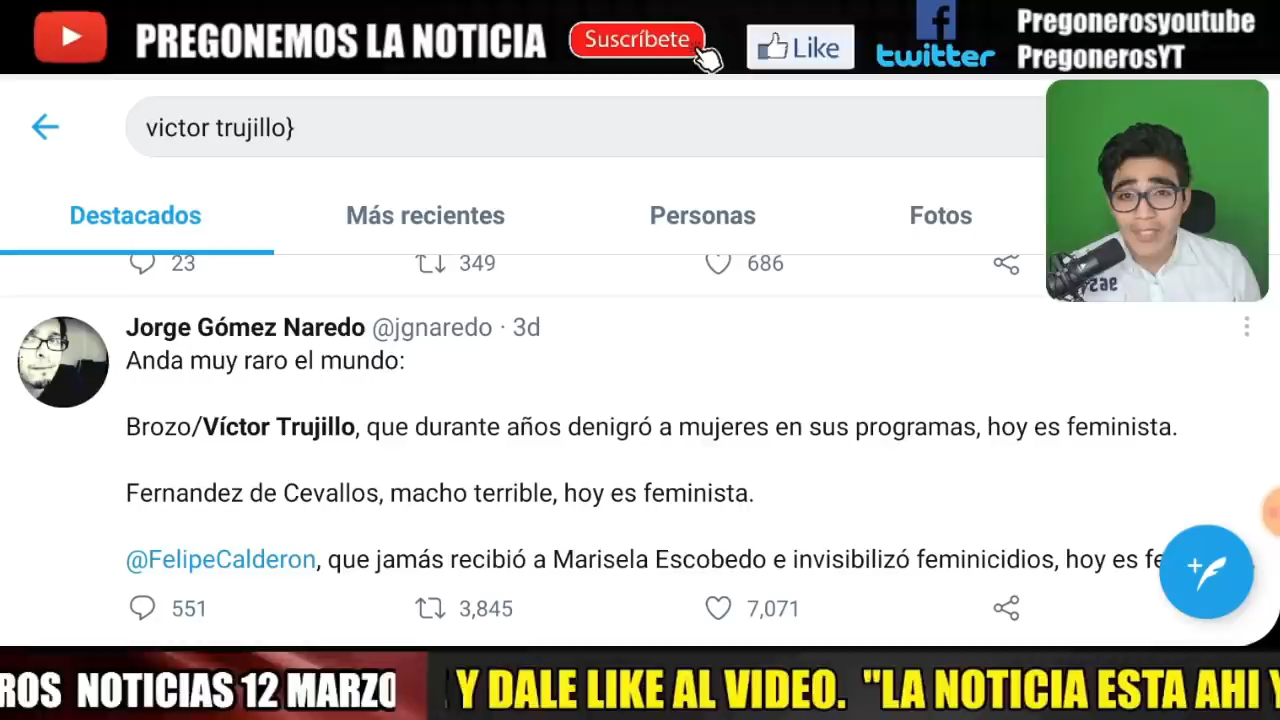 PREGONEMOS LA NOTICIA
Suscríbete
Like
twitter
Pregonerosyoutube
PregonerosYT
victor trujillo}
Destacados Más recientes Personas Fotos
23 349 686
Jorge Gómez Naredo @jgnaredo · 3d
Anda muy raro el mundo:
Brozo/Víctor Trujillo, que durante años denigró a mujeres en sus programas, hoy es feminista.
Fernandez de Cevallos, macho terrible, hoy es feminista.
@FelipeCalderon, que jamás recibió a Marisela Escobedo e invisibilizó feminicidios, hoy es fe
551 3,845 7,071
ROS NOTICIAS 12 MARZO Y DALE LIKE AL VIDEO. "LA NOTICIA ESTA AHI Y